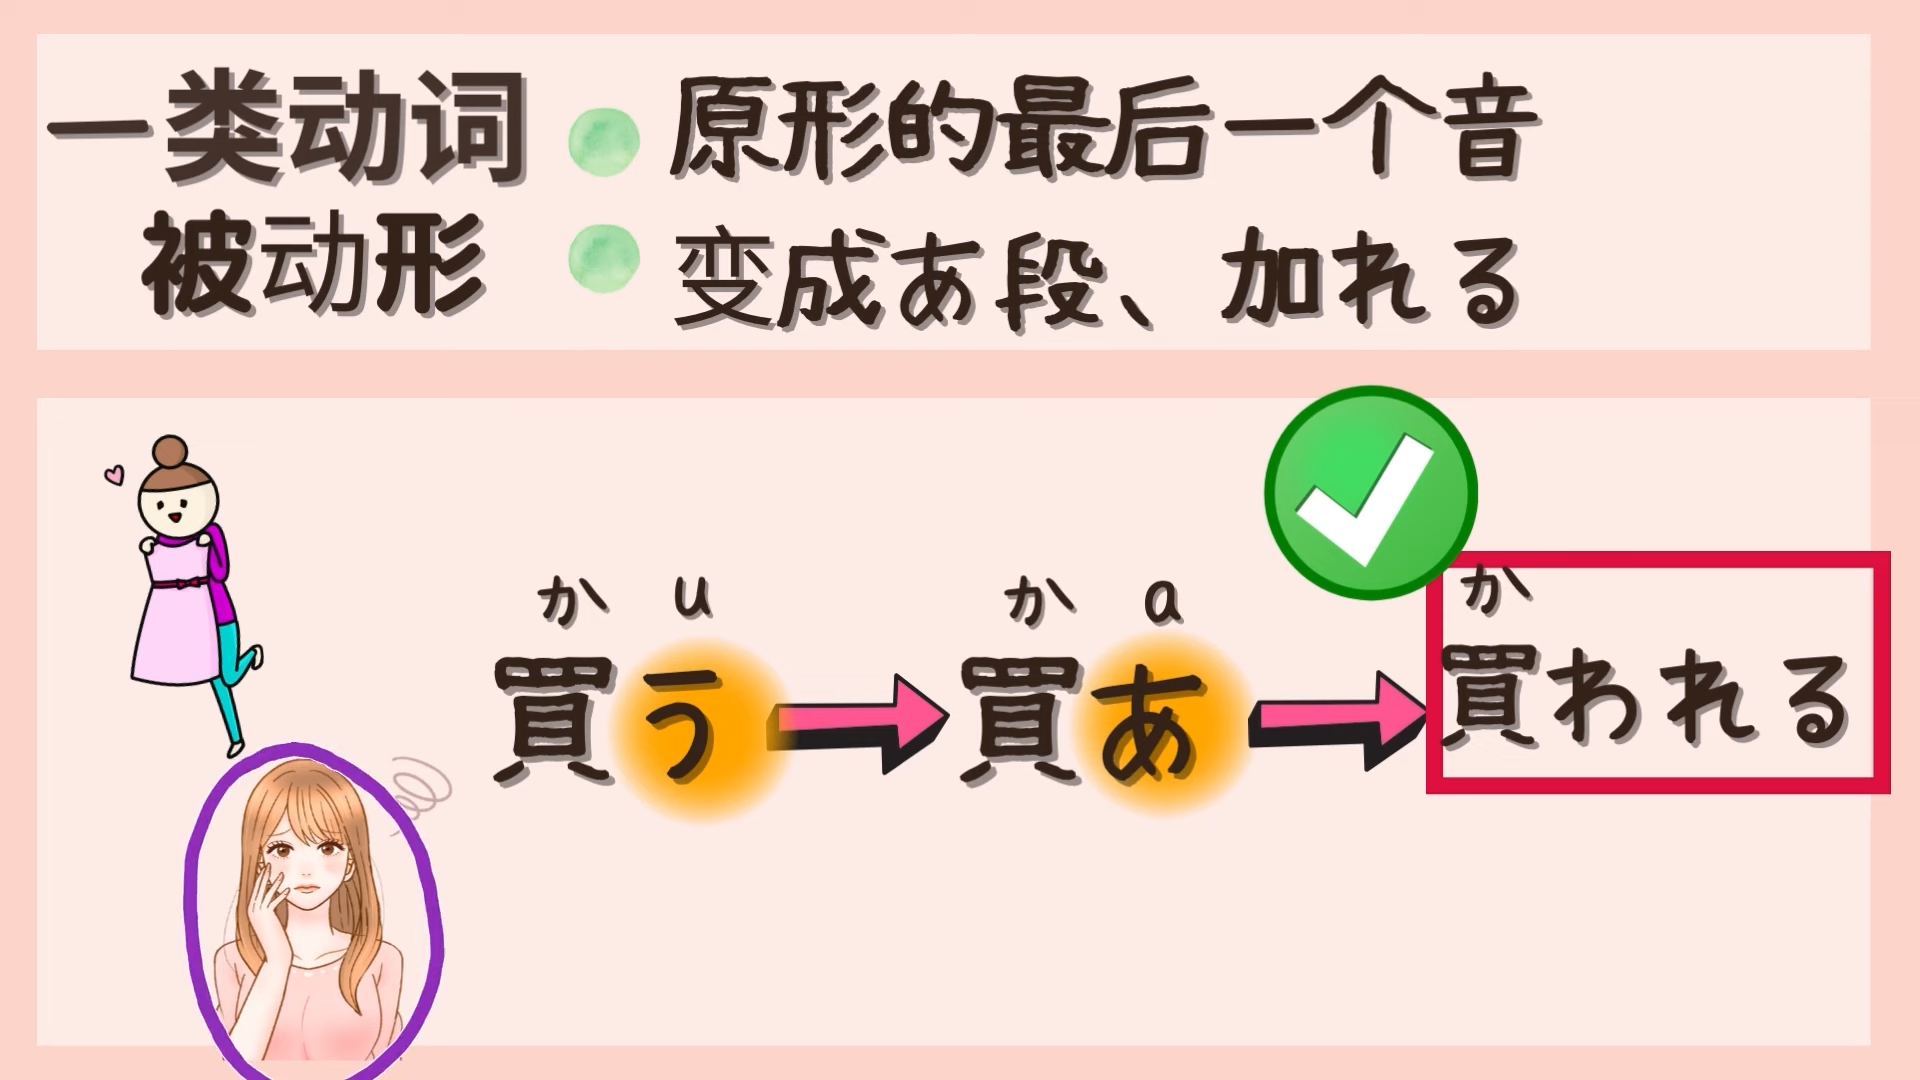 一类动词
被动形
原形的最后一个音
变成あ段、加れる
か u
買う
か a
買あ
か
買われる